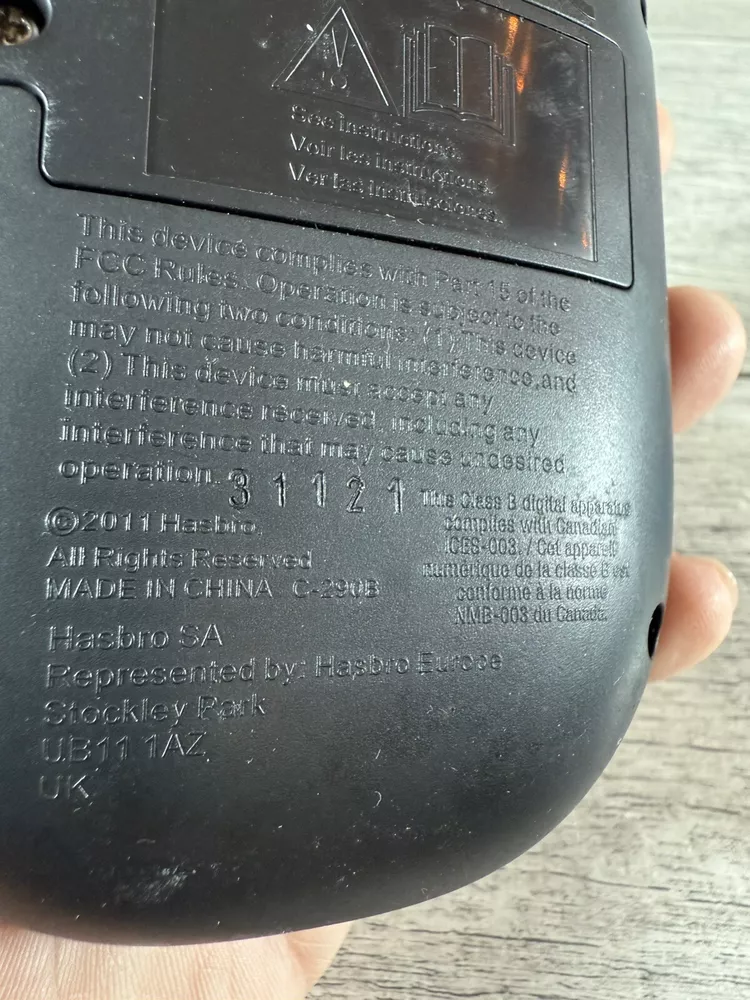 See instructions.
Voir les instructions.
Ver las instrucciones.
This device complies with Part 15 of the
FCC Rules. Operation is subject to the
following two conditions: (1) This device
may not cause harmful interference, and
(2) This device must accept any
interference received, including any
interference that may cause undesired
operation.
31121
©2011 Hasbro.
All Rights Reserved
MADE IN CHINA C-290B
This Class B digital apparatus
complies with Canadian
ICES-003. / Cet appareil
numérique de la classe B est
conforme à la norme
NMB-003 du Canada.
Hasbro SA
Represented by: Hasbro Europe
Stockley Park
UB11 1AZ
UK